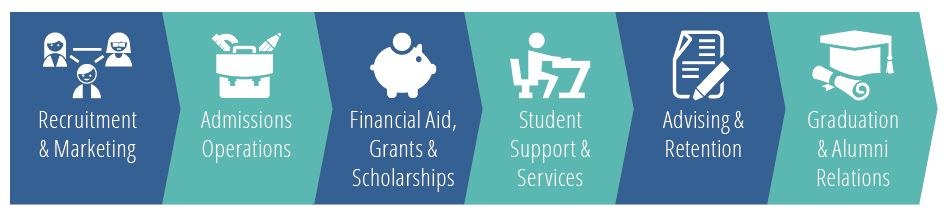 Recruitment
& Marketing
Admissions
Operations
Financial Aid,
Grants &
Scholarships
Student
Support &
Services
Advising &
Retention
Graduation
& Alumni
Relations